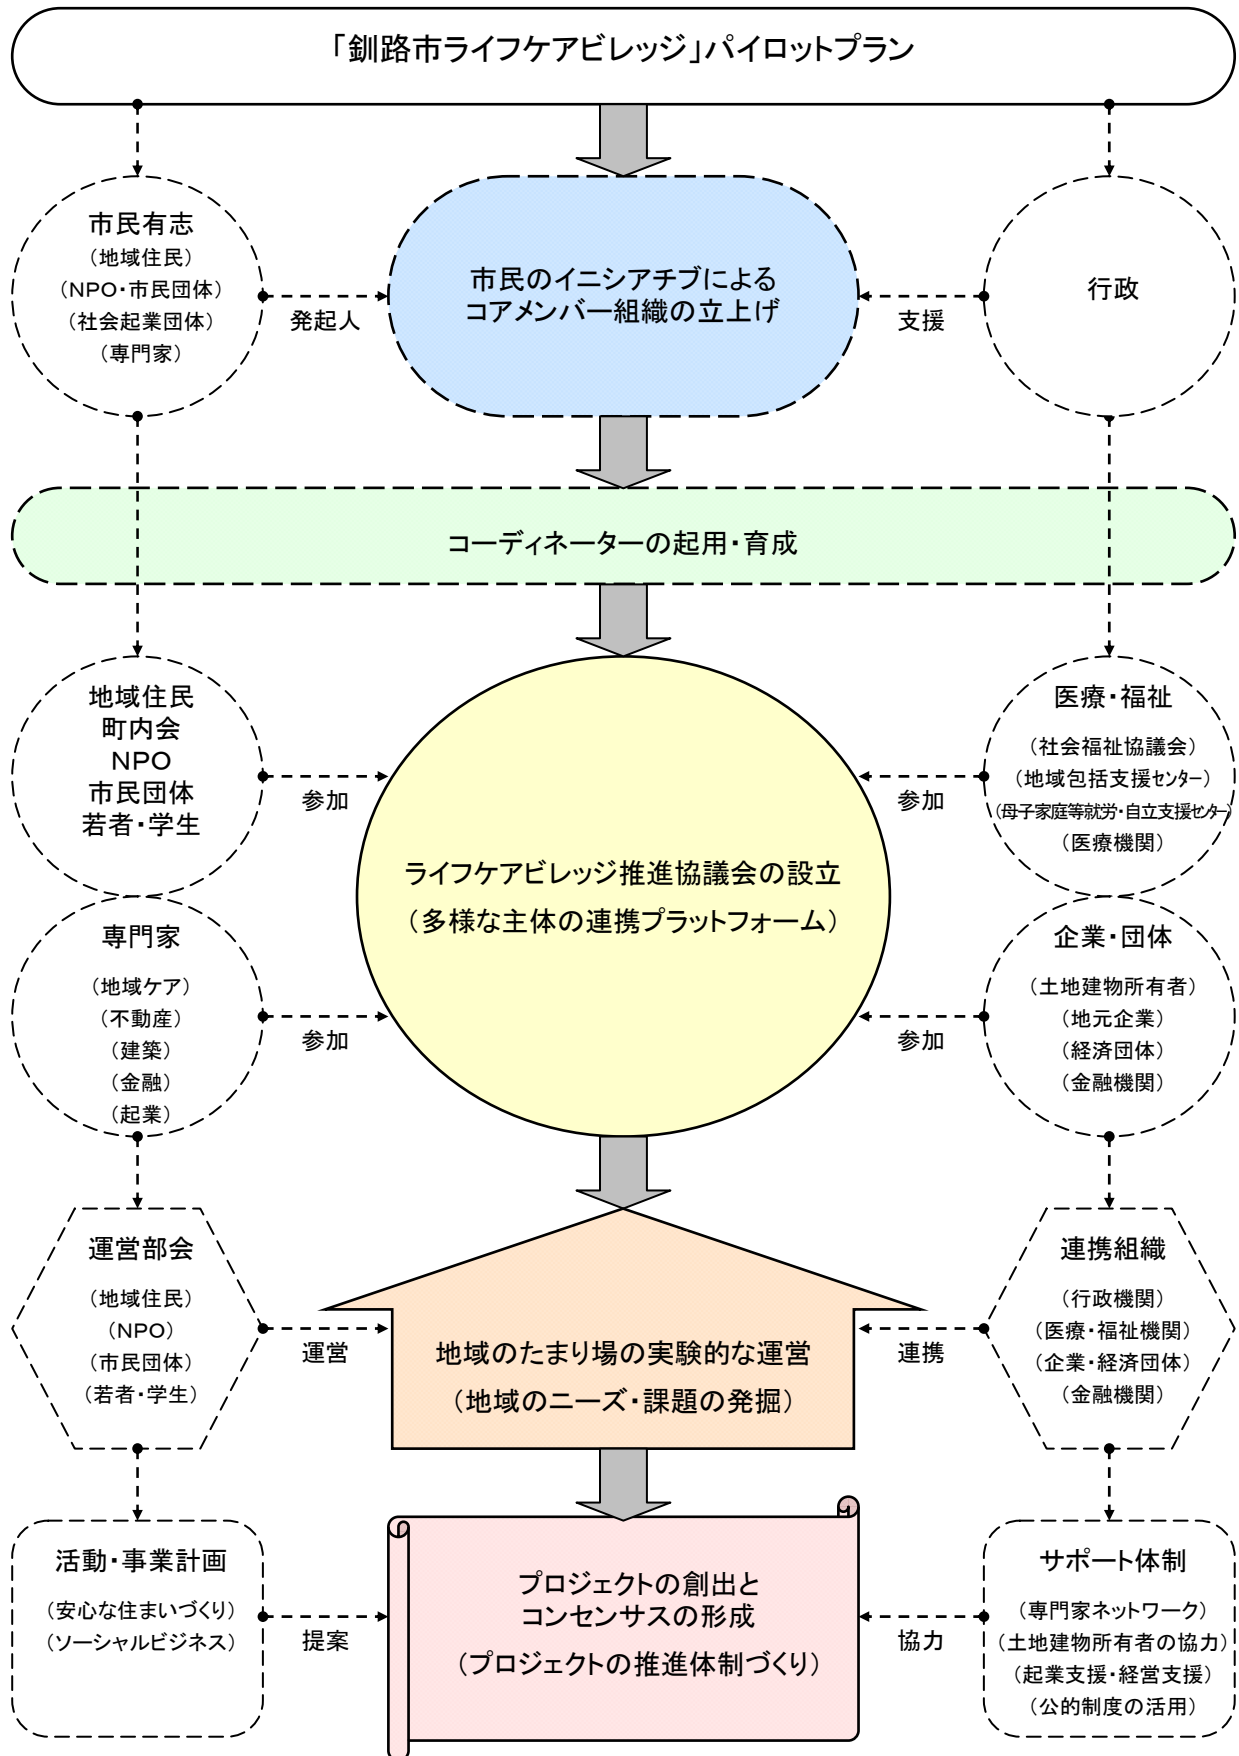 「釧路市ライフケアビレッジ」パイロットプラン
市民有志
（地域住民）
（NPO・市民団体）
（社会起業団体）
（専門家）
発起人
市民のイニシアチブによる
コアメンバー組織の立上げ
支援
行政
コーディネーターの起用・育成
地域住民
町内会
NPO
市民団体
若者・学生
参加
専門家
（地域ケア）
（不動産）
（建築）
（金融）
（起業）
参加
ライフケアビレッジ推進協議会の設立
（多様な主体の連携プラットフォーム）
医療・福祉
（社会福祉協議会）
（地域包括支援センター）
（母子家庭等就労・自立支援センター）
（医療機関）
参加
企業・団体
（土地建物所有者）
（地元企業）
（経済団体）
（金融機関）
参加
運営部会
（地域住民）
（NPO）
（市民団体）
（若者・学生）
運営
地域のたまり場の実験的な運営
（地域のニーズ・課題の発掘）
連携
連携組織
（行政機関）
（医療・福祉機関）
（企業・経済団体）
（金融機関）
活動・事業計画
（安心な住まいづくり）
（ソーシャルビジネス）
提案
プロジェクトの創出と
コンセンサスの形成
（プロジェクトの推進体制づくり）
協力
サポート体制
（専門家ネットワーク）
（土地建物所有者の協力）
（起業支援・経営支援）
（公的制度の活用）